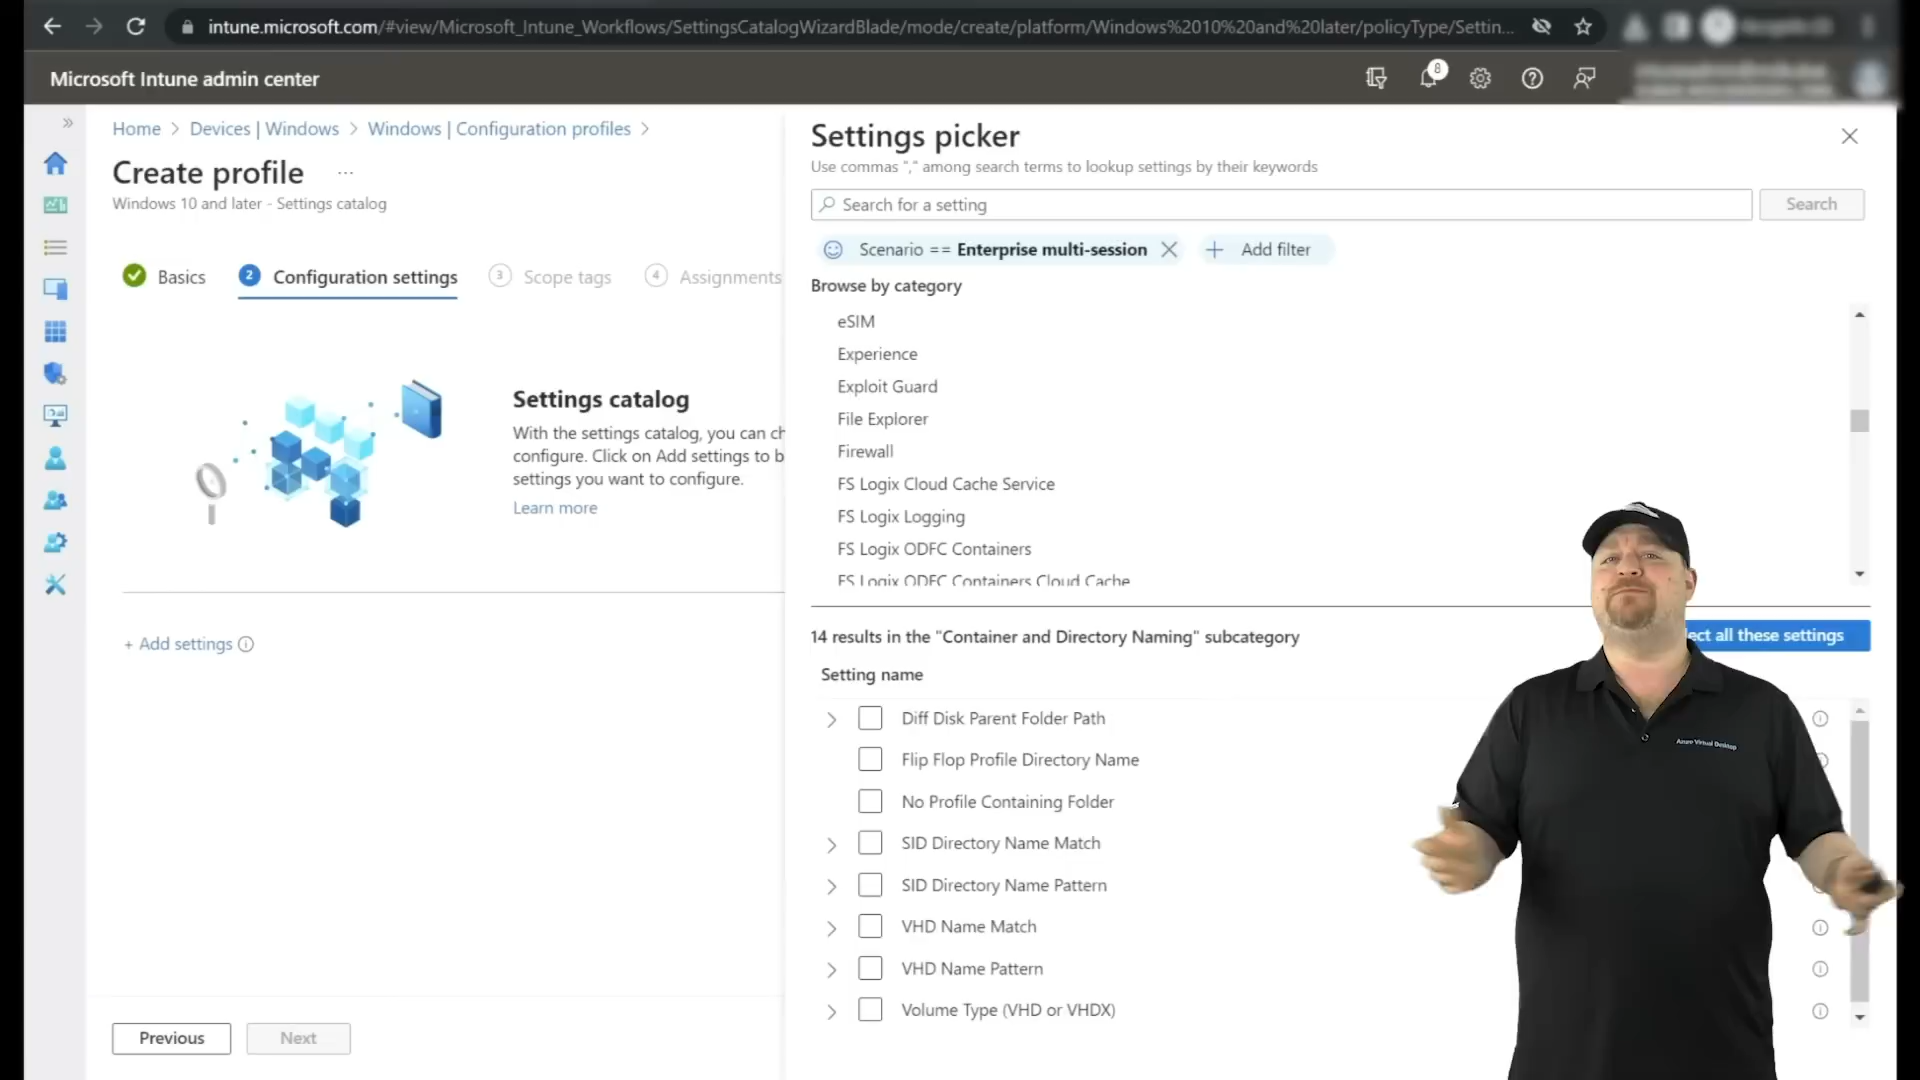 intune.microsoft.com/#view/Microsoft_Intune_Workflows/SettingsCatalogWizardBlade/mode/create/platform/Windows%2010%20and%20later/policyType/Settin...
Microsoft Intune admin center
8
Home > Devices | Windows > Windows | Configuration profiles >
Create profile ...
Windows 10 and later - Settings catalog
Basics
2 Configuration settings
3 Scope tags
4 Assignments
Settings catalog
With the settings catalog, you can ch
configure. Click on Add settings to b
settings you want to configure.
Learn more
+ Add settings
Previous
Next
Settings picker
Use commas "," among search terms to lookup settings by their keywords
Search for a setting
Search
Scenario == Enterprise multi-session
+ Add filter
Browse by category
eSIM
Experience
Exploit Guard
File Explorer
Firewall
FS Logix Cloud Cache Service
FS Logix Logging
FS Logix ODFC Containers
FS Logix ODFC Containers Cloud Cache
14 results in the "Container and Directory Naming" subcategory
ect all these settings
Setting name
Diff Disk Parent Folder Path
Flip Flop Profile Directory Name
No Profile Containing Folder
SID Directory Name Match
SID Directory Name Pattern
VHD Name Match
VHD Name Pattern
Volume Type (VHD or VHDX)
Azure Virtual Desktop